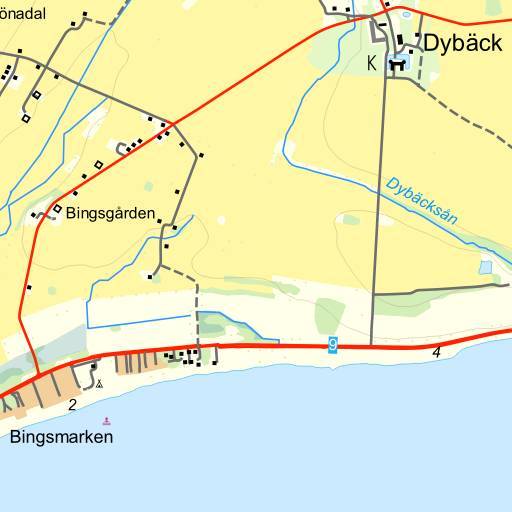 önadal
Dybäck
K
Dybäcksån
Bingsgården
9
4
2
Bingsmarken